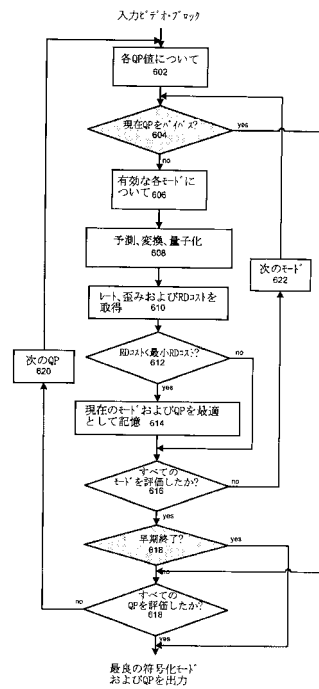 入力ビデオ・ブロック
各QP値について
602
現在QPをバイパス?
604
yes
no
有効な各モードに
ついて 606
予測、変換、量子化
608
次のモード
622
レート、歪みおよびRDコストを
取得 610
RDコスト<最小RDコスト?
612
no
yes
次のQP
620
現在のモードおよびQPを最適
として記憶 614
すべての
モードを評価したか?
616
no
yes
早期終了?
618
yes
no
すべての
QPを評価したか?
618
no
yes
最良の符号化モード
およびQPを出力